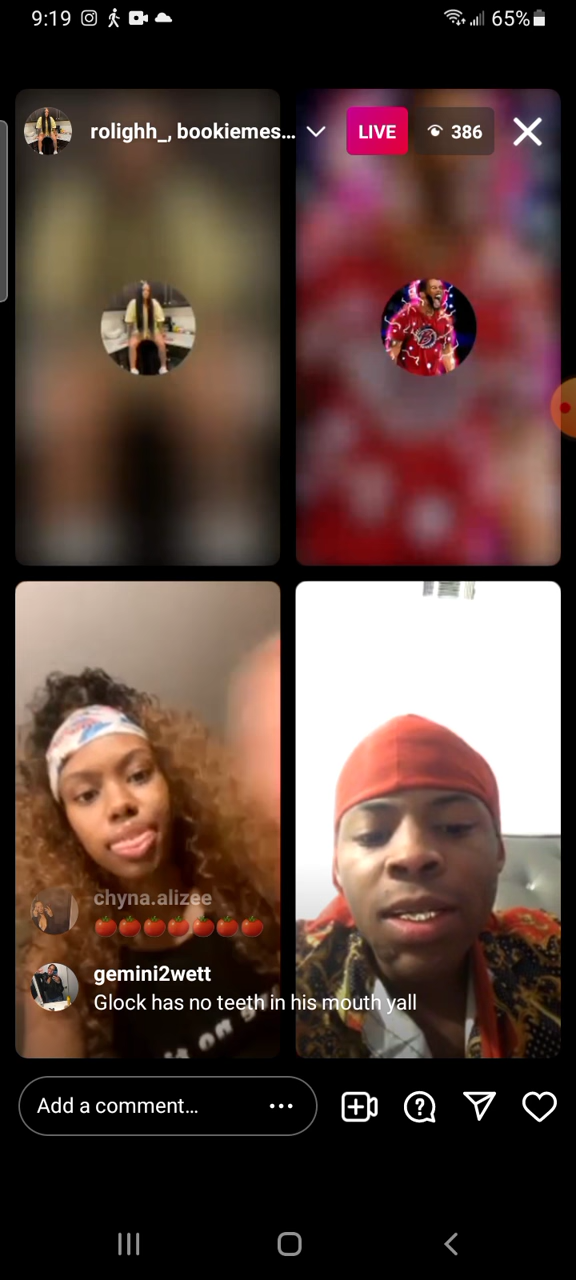 9:19
65%
rolighh_, bookiemes...
LIVE
386
chyna.alizee
🍅🍅🍅🍅🍅🍅🍅
gemini2wett
Glock has no teeth in his mouth yall
Add a comment...